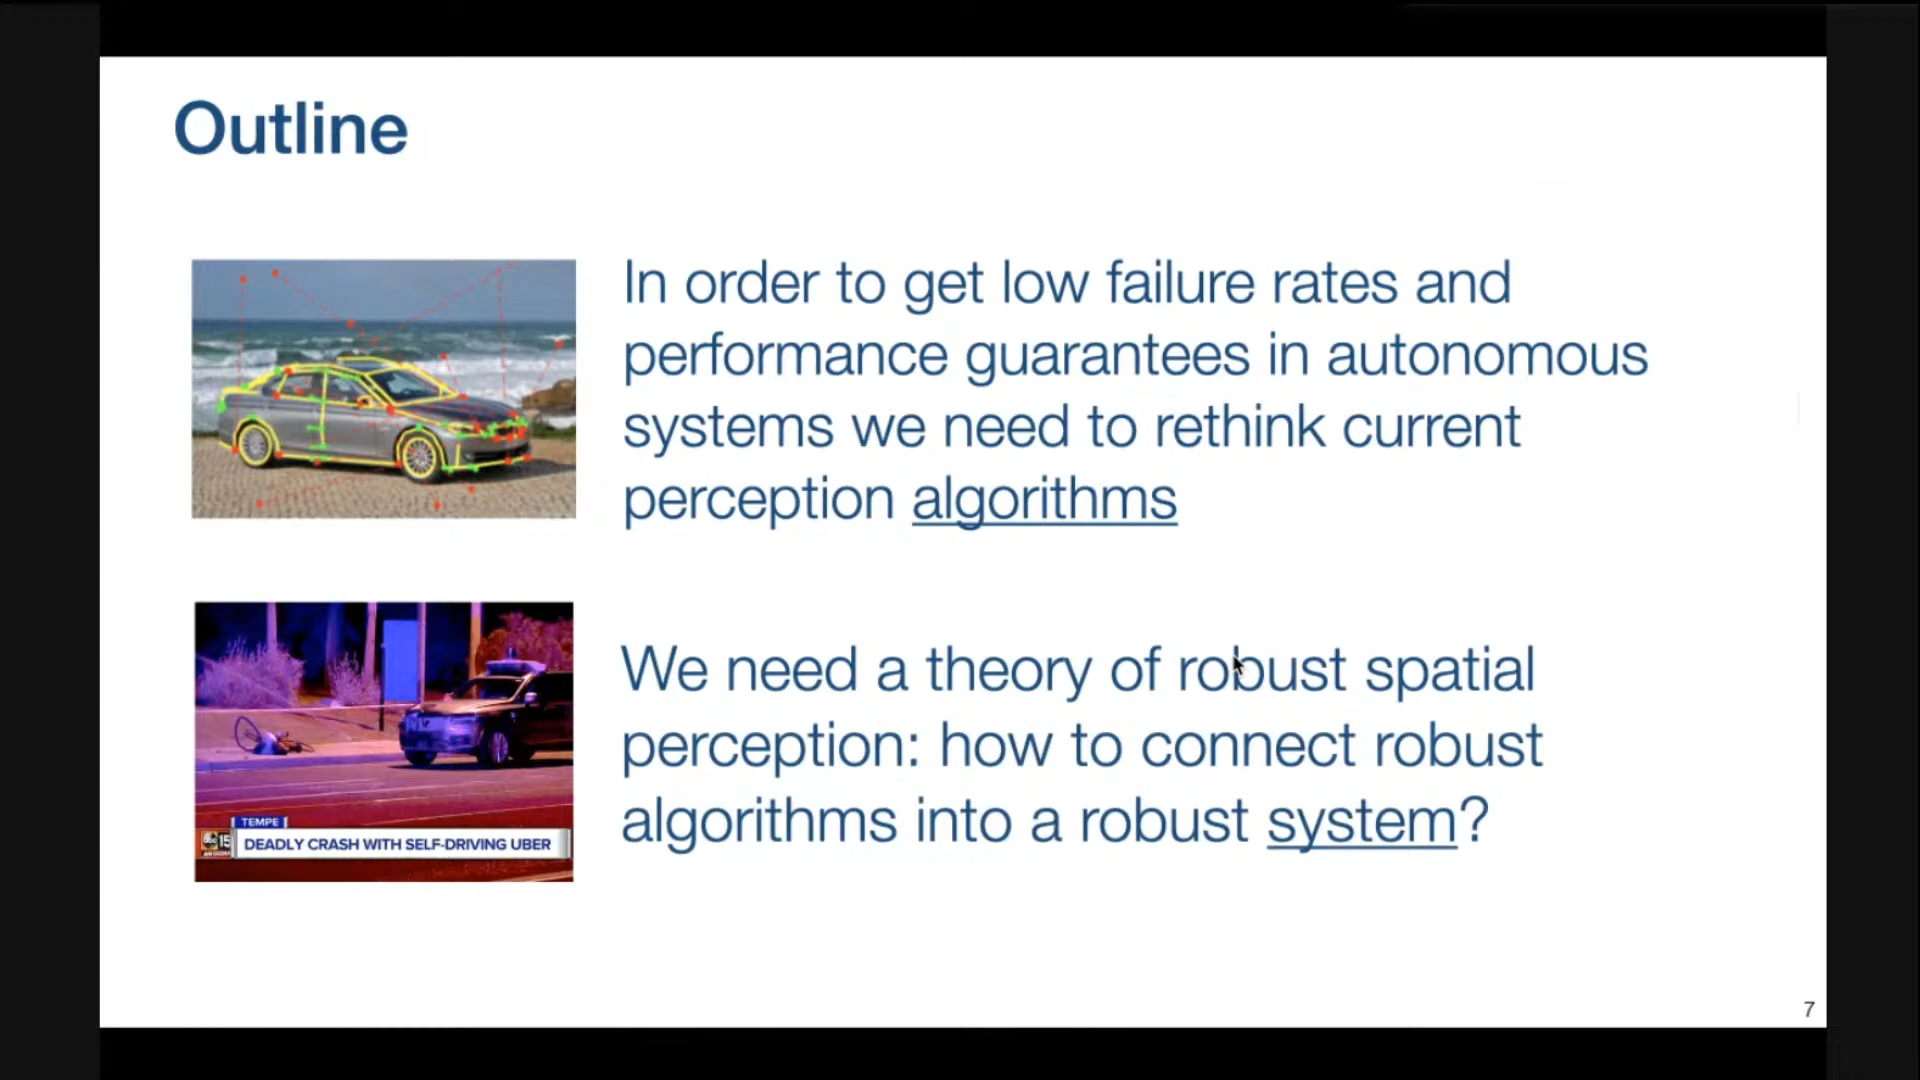 Outline
In order to get low failure rates and
performance guarantees in autonomous
systems we need to rethink current
perception algorithms
We need a theory of robust spatial
perception: how to connect robust
algorithms into a robust system?
TEMPE
abc 15
DEADLY CRASH WITH SELF-DRIVING UBER
7